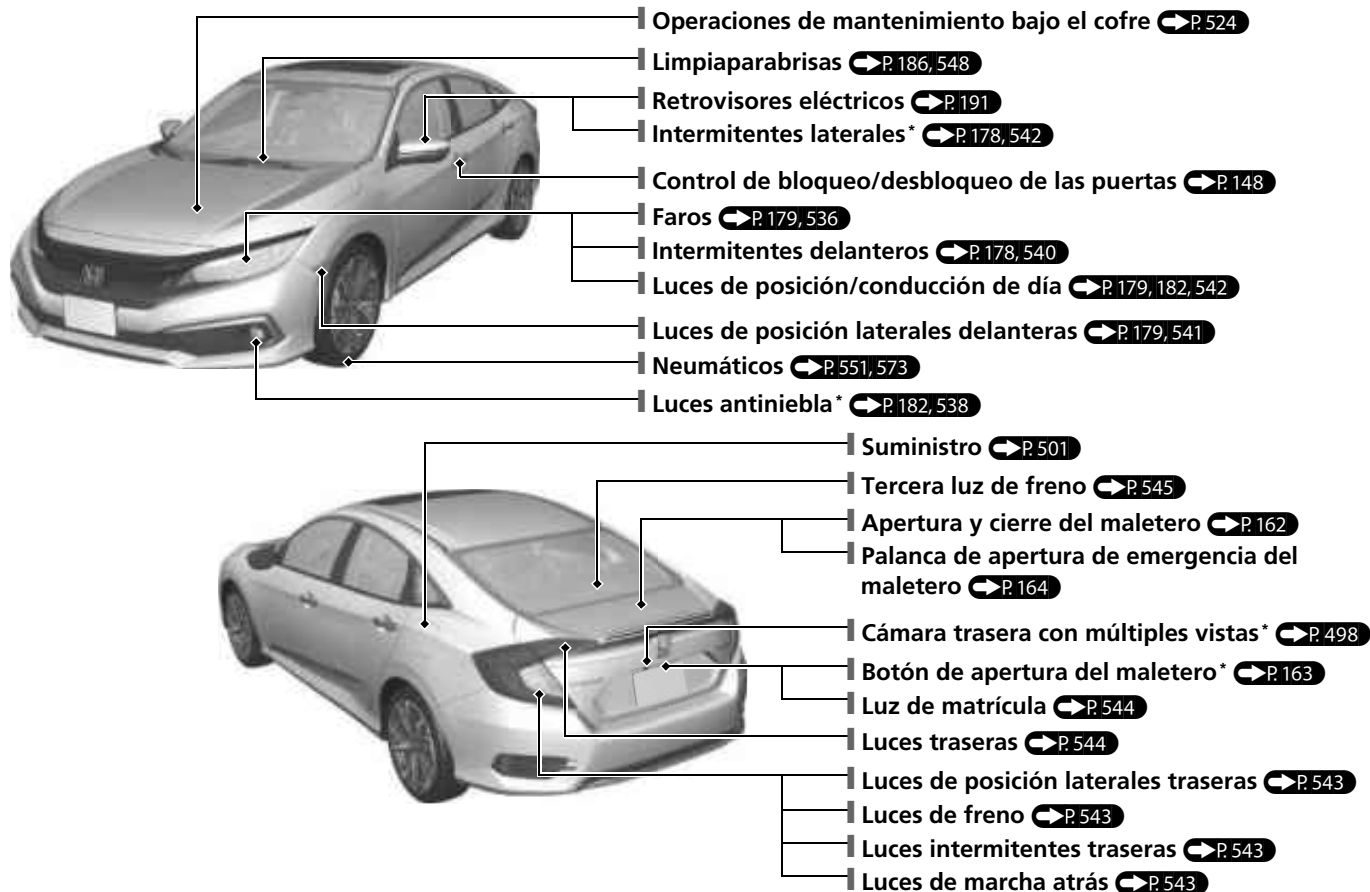 Operaciones de mantenimiento bajo el cofre P. 524
Limpiaparabrisas P. 186, 548
Retrovisores eléctricos P. 191
Intermitentes laterales* P. 178, 542
Control de bloqueo/desbloqueo de las puertas P. 148
Faros P. 179, 536
Intermitentes delanteros P. 178, 540
Luces de posición/conducción de día P. 179, 182, 542
Luces de posición laterales delanteras P. 179, 541
Neumáticos P. 551, 573
Luces antiniebla* P. 182, 538
Suministro P. 501
Tercera luz de freno P. 545
Apertura y cierre del maletero P. 162
Palanca de apertura de emergencia del
maletero P. 164
Cámara trasera con múltiples vistas* P. 498
Botón de apertura del maletero* P. 163
Luz de matrícula P. 544
Luces traseras P. 544
Luces de posición laterales traseras P. 543
Luces de freno P. 543
Luces intermitentes traseras P. 543
Luces de marcha atrás P. 543